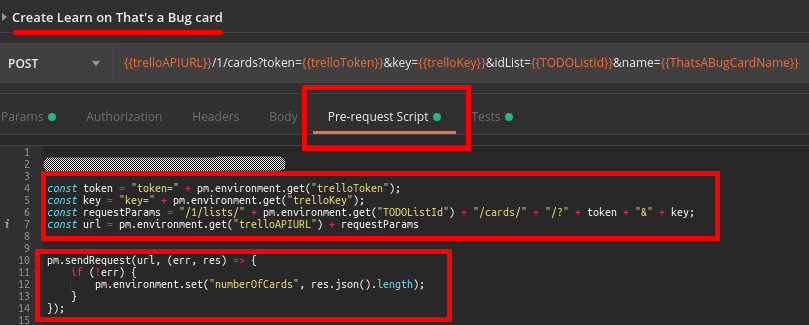 Create Learn on That's a Bug card
POST {{trelloAPIURL}}/1/cards?token={{trelloToken}}&key={{trelloKey}}&idList={{TODOListId}}&name={{ThatsABugCardName}}
Params Authorization Headers Body Pre-request Script Tests
1
2
3
4 const token = "token=" + pm.environment.get("trelloToken");
5 const key = "key=" + pm.environment.get("trelloKey");
6 const requestParams = "/1/lists/" + pm.environment.get("TODOListId") + "/cards/" + "/?" + token + "&" + key;
i 7 const url = pm.environment.get("trelloAPIURL") + requestParams
8
9
10 pm.sendRequest(url, (err, res) => {
11 if (!err) {
12 pm.environment.set("numberOfCards", res.json().length);
13 }
14 });
15